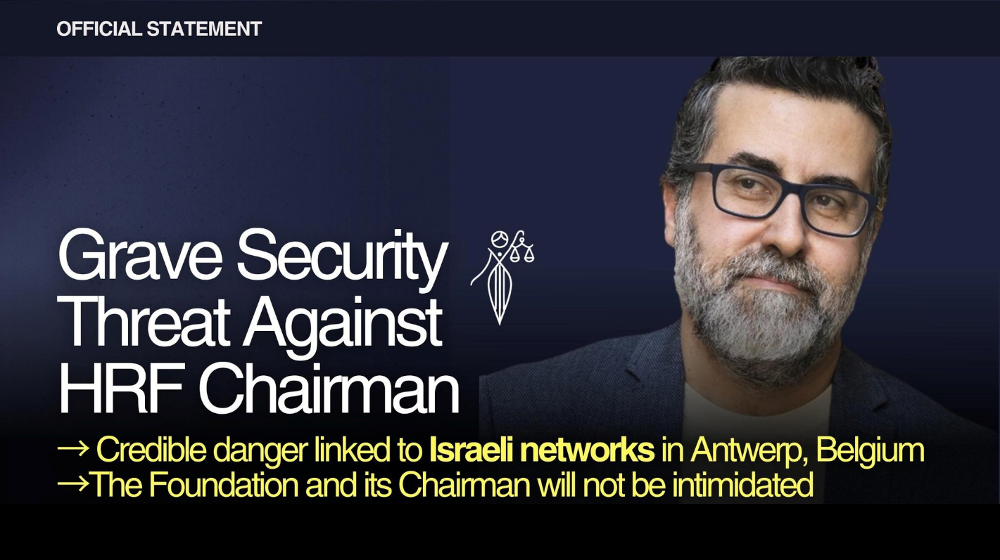 OFFICIAL STATEMENT
Grave Security
Threat Against
HRF Chairman
→ Credible danger linked to Israeli networks in Antwerp, Belgium
→The Foundation and its Chairman will not be intimidated